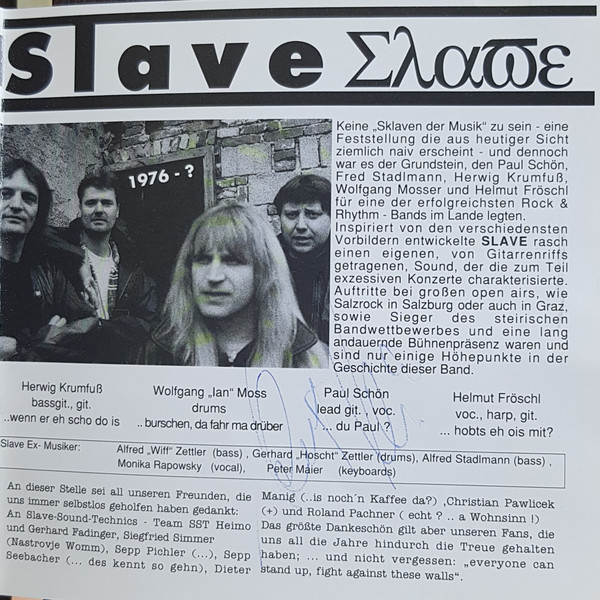 Slave Σλαϖε
1976 - ?
Keine „Sklaven der Musik" zu sein - eine
Feststellung die aus heutiger Sicht
ziemlich naiv erscheint - und dennoch
war es der Grundstein, den Paul Schön,
Fred Stadlmann, Herwig Krumfuß,
Wolfgang Mosser und Helmut Fröschl
für eine der erfolgreichsten Rock &
Rhythm - Bands im Lande legten.
Inspiriert von den verschiedensten
Vorbildern entwickelte SLAVE rasch
einen eigenen, von Gitarrenriffs
getragenen, Sound, der die zum Teil
exzessiven Konzerte charakterisierte.
Auftritte bei großen open airs, wie
Salzrock in Salzburg oder auch in Graz,
sowie Sieger des steirischen
Bandwettbewerbes und eine lang
andauernde Bühnenpräsenz waren und
sind nur einige Höhepunkte in der
Geschichte dieser Band.
Herwig Krumfuß
bassgit., git.
..wenn er eh scho do is
Wolfgang „Ian" Moss
drums
.. burschen, da fahr ma drüber
Paul Schön
lead git. , voc.
... du Paul ?
Helmut Fröschl
voc., harp, git.
... hobts eh ois mit?
Slave Ex- Musiker:
Alfred „Wiff" Zettler (bass) , Gerhard „Hoscht" Zettler (drums), Alfred Stadlmann (bass) ,
Monika Rapowsky (vocal), Peter Maier (keyboards)
An dieser Stelle sei all unseren Freunden, die
uns immer selbstlos geholfen haben gedankt:
An Slave-Sound-Technics - Team SST Heimo
und Gerhard Fadinger, Siegfried Simmer
(Nastrovje Womm), Sepp Pichler (...), Sepp
Seebacher (... des kennt so gehn), Dieter
Manig (..is noch´n Kaffee da?) ,Christian Pawlicek
(+) und Roland Pachner ( echt ? .. a Wohnsinn !)
Das größte Dankeschön gilt aber unseren Fans, die
uns all die Jahre hindurch die Treue gehalten
haben; ... und nicht vergessen: „everyone can
stand up, fight against these walls".